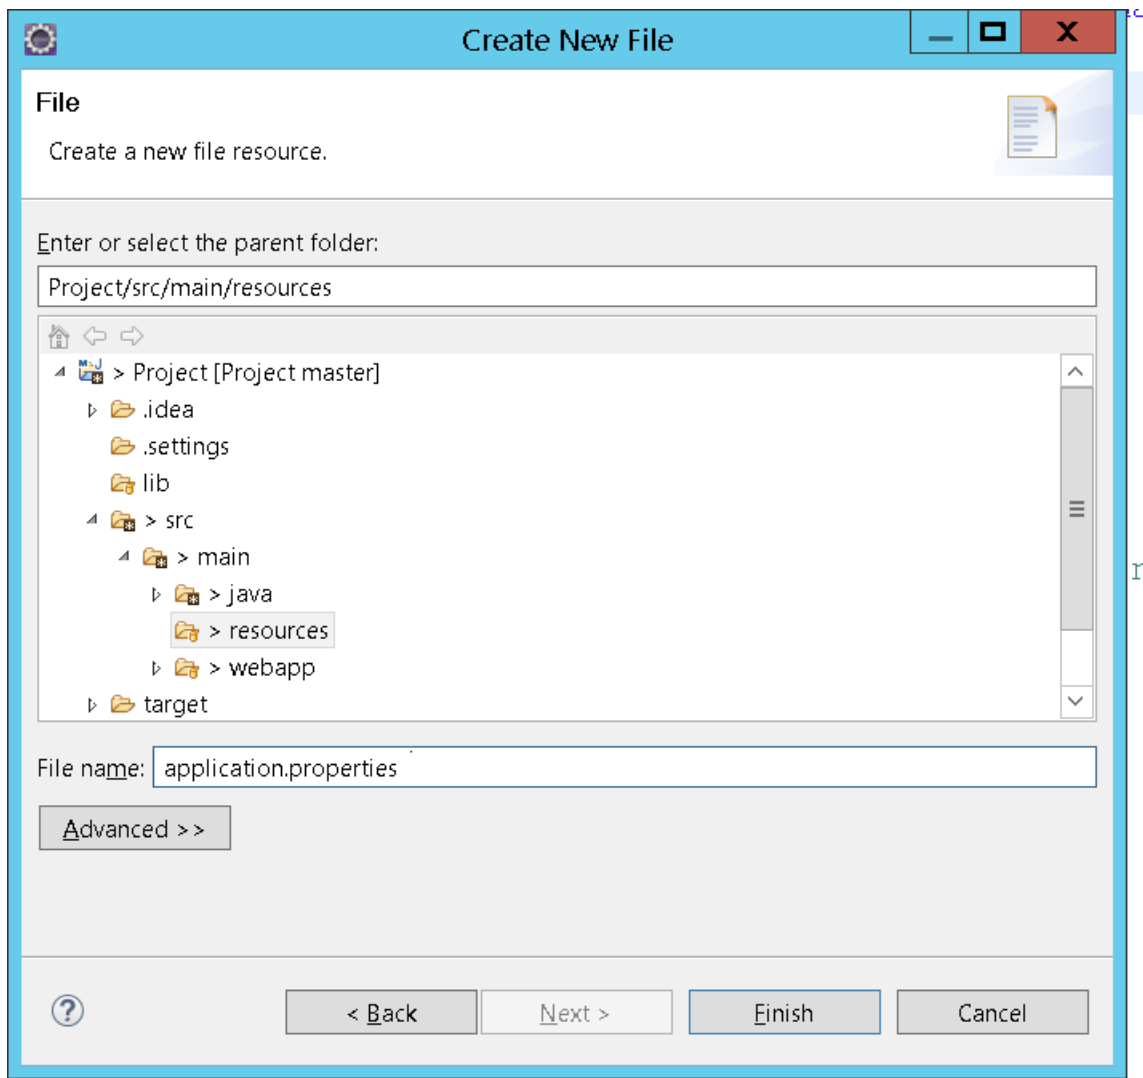 Create New File
X
File
Create a new file resource.
Enter or select the parent folder:
Project/src/main/resources
> Project [Project master]
.idea
.settings
lib
> src
> main
> java
> resources
> webapp
target
File name: application.properties
Advanced >>
? < Back Next > Finish Cancel